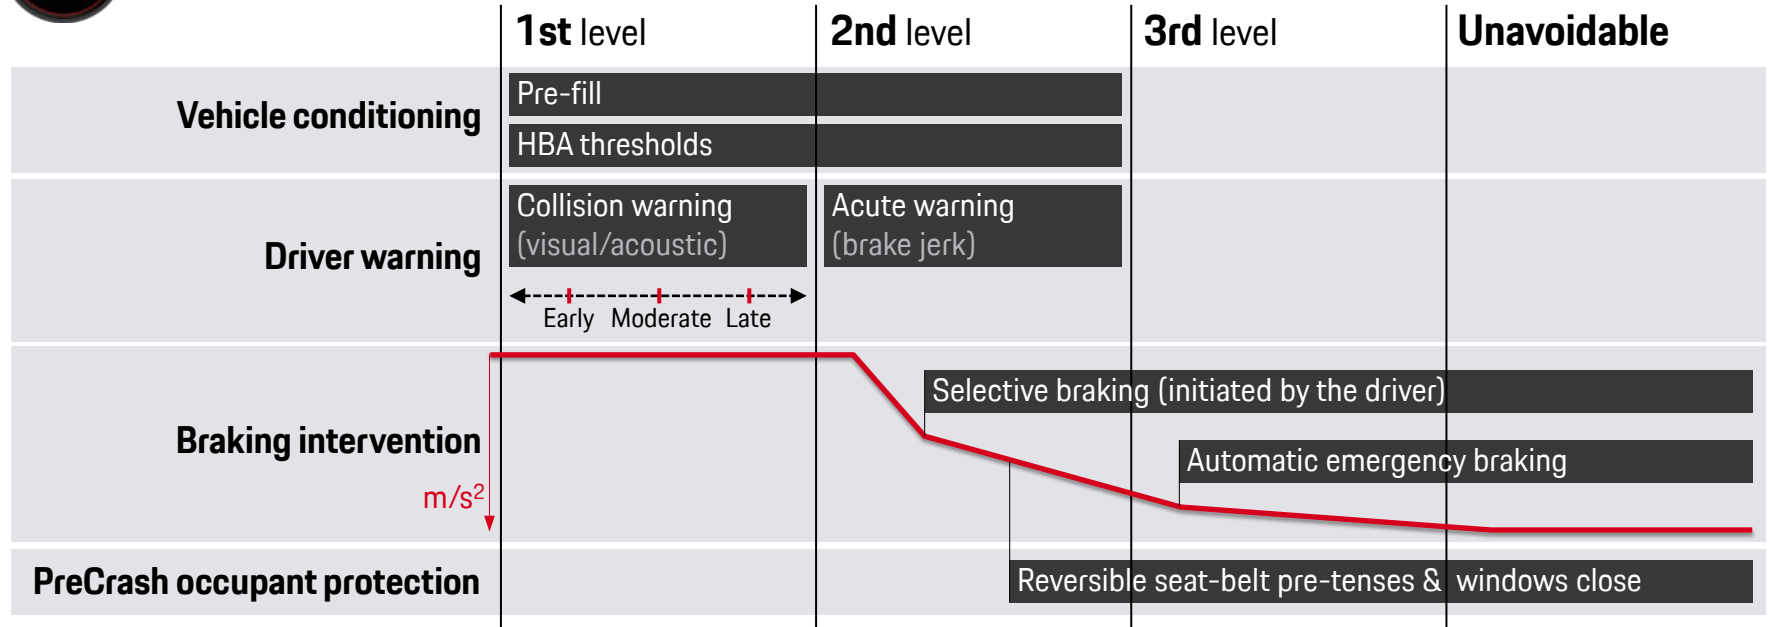 1st level
2nd level
3rd level
Unavoidable
Vehicle conditioning
Pre-fill
HBA thresholds
Driver warning
Collision warning
(visual/acoustic)
Acute warning
(brake jerk)
Early Moderate Late
Braking intervention
m/s²
Selective braking (initiated by the driver)
Automatic emergency braking
PreCrash occupant protection
Reversible seat-belt pre-tenses & windows close